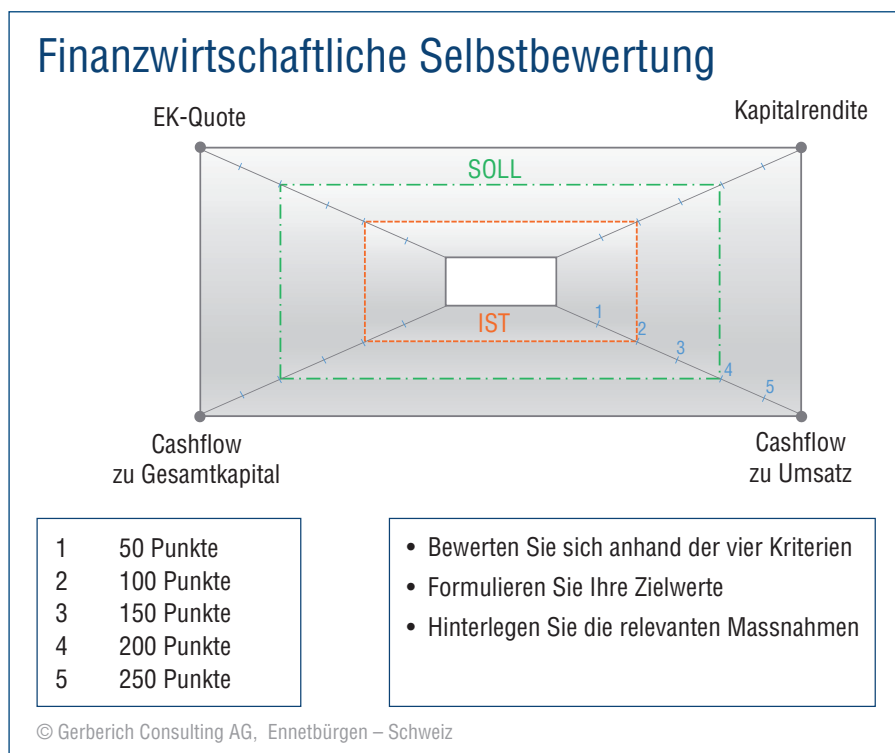 Finanzwirtschaftliche Selbstbewertung
EK-Quote
Kapitalrendite
SOLL
IST
1
2
3
4
5
Cashflow
zu Gesamtkapital
Cashflow
zu Umsatz
1 50 Punkte
2 100 Punkte
3 150 Punkte
4 200 Punkte
5 250 Punkte
• Bewerten Sie sich anhand der vier Kriterien
• Formulieren Sie Ihre Zielwerte
• Hinterlegen Sie die relevanten Massnahmen
© Gerberich Consulting AG, Ennetbürgen – Schweiz